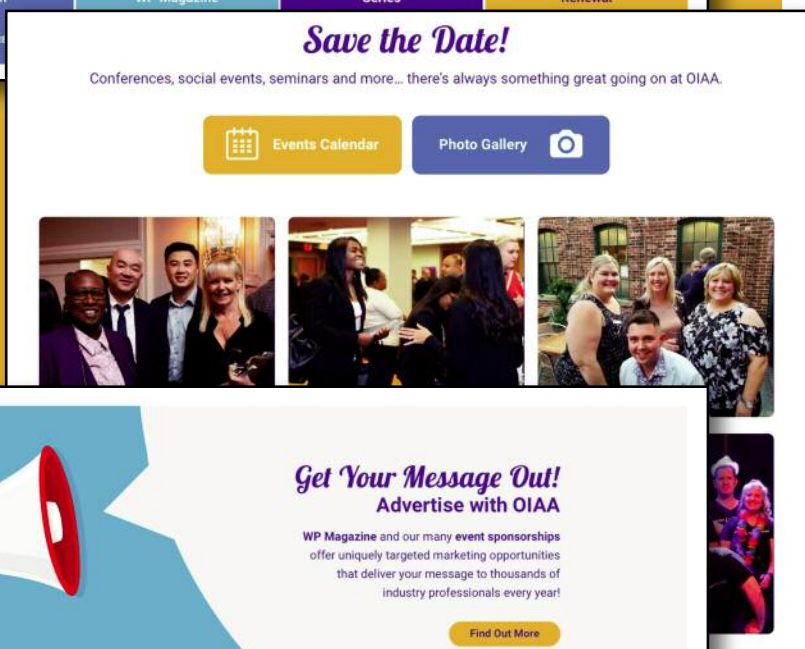 WP Magazine
Series
Renewal
Save the Date!
Conferences, social events, seminars and more... there's always something great going on at OIAA.
Events Calendar
Photo Gallery
Get Your Message Out!
Advertise with OIAA
WP Magazine and our many event sponsorships
offer uniquely targeted marketing opportunities
that deliver your message to thousands of
industry professionals every year!
Find Out More